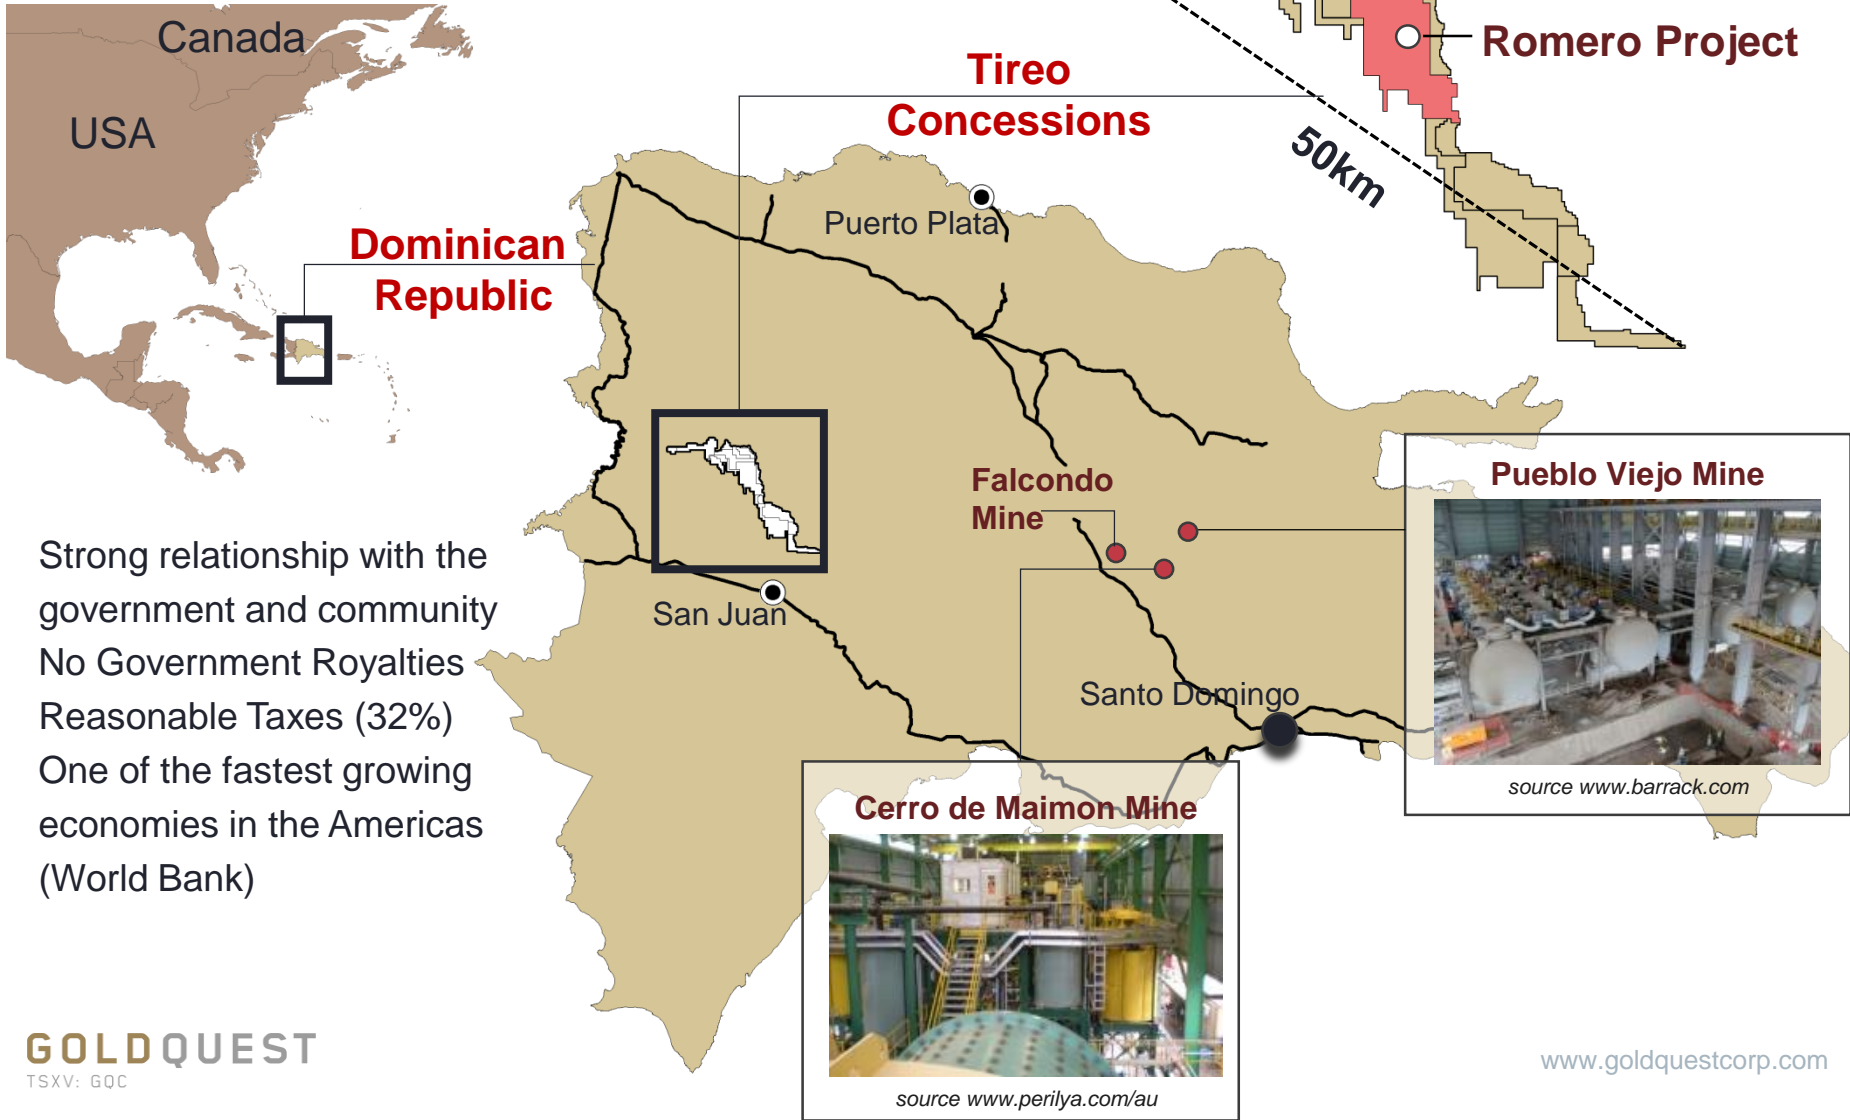 Canada
USA
Romero Project
Tireo
Concessions
50km
Puerto Plata
Dominican
Republic
Falcondo
Mine
Pueblo Viejo Mine
source www.barrack.com
San Juan
Santo Domingo
Strong relationship with the
government and community
No Government Royalties
Reasonable Taxes (32%)
One of the fastest growing
economies in the Americas
(World Bank)
Cerro de Maimon Mine
source www.perilya.com/au
GOLDQUEST
TSXV: GQC
www.goldquestcorp.com